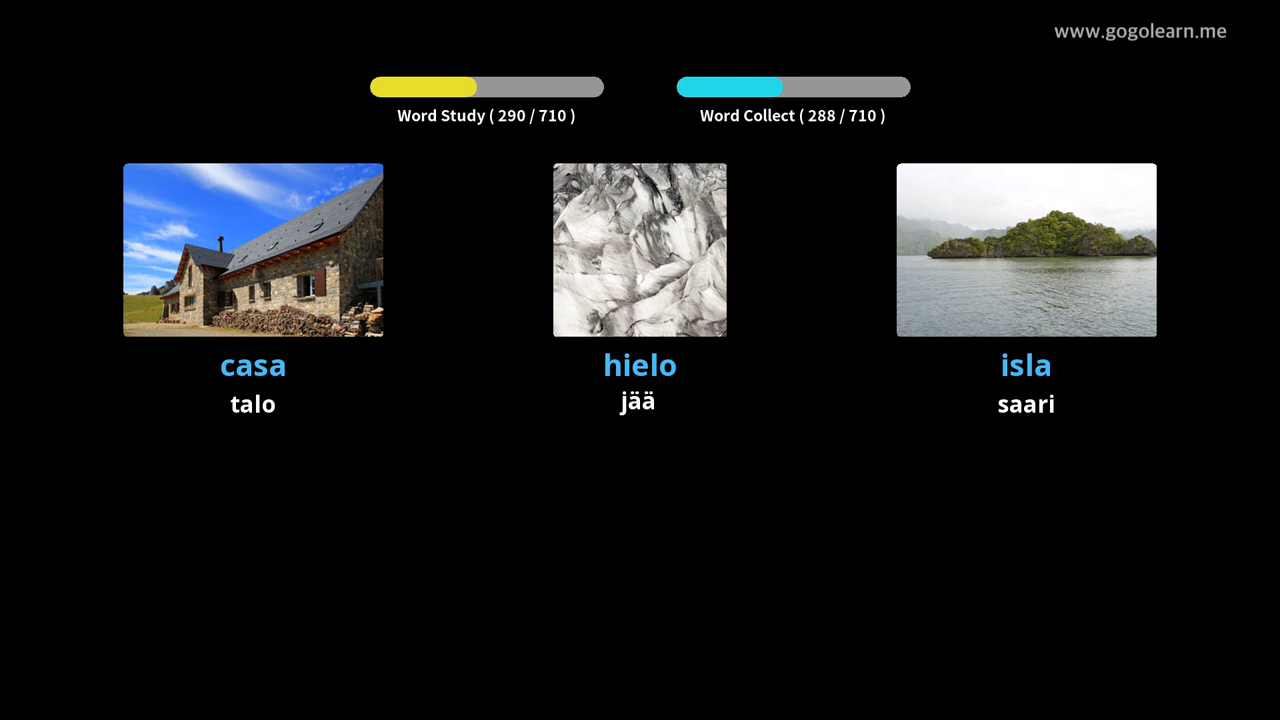 www.gogolearn.me
Word Study ( 290 / 710 )
Word Collect ( 288 / 710 )
casa
talo
hielo
jää
isla
saari